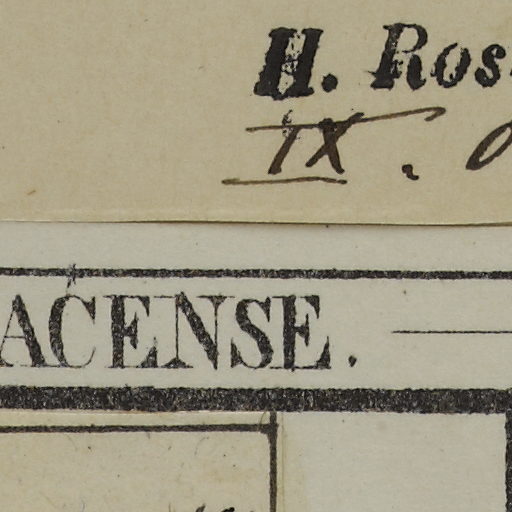 H. Ros
IX.
ACENSE.